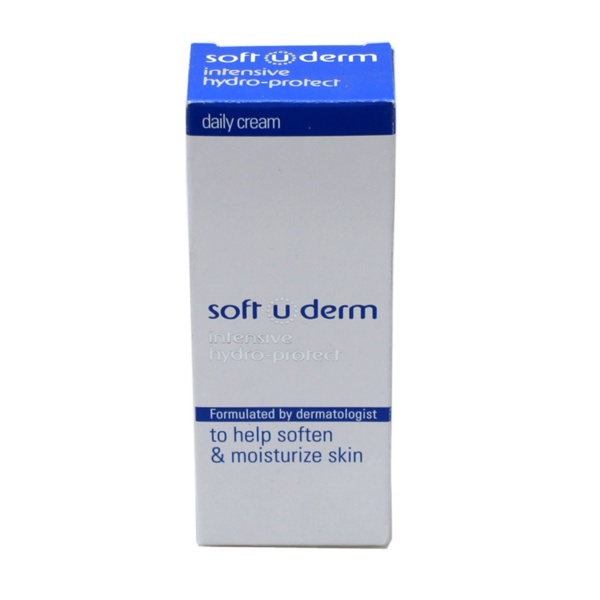 soft u derm
intensive
hydro-protect
daily cream
soft u derm
intensive
hydro-protect
Formulated by dermatologist
to help soften
& moisturize skin